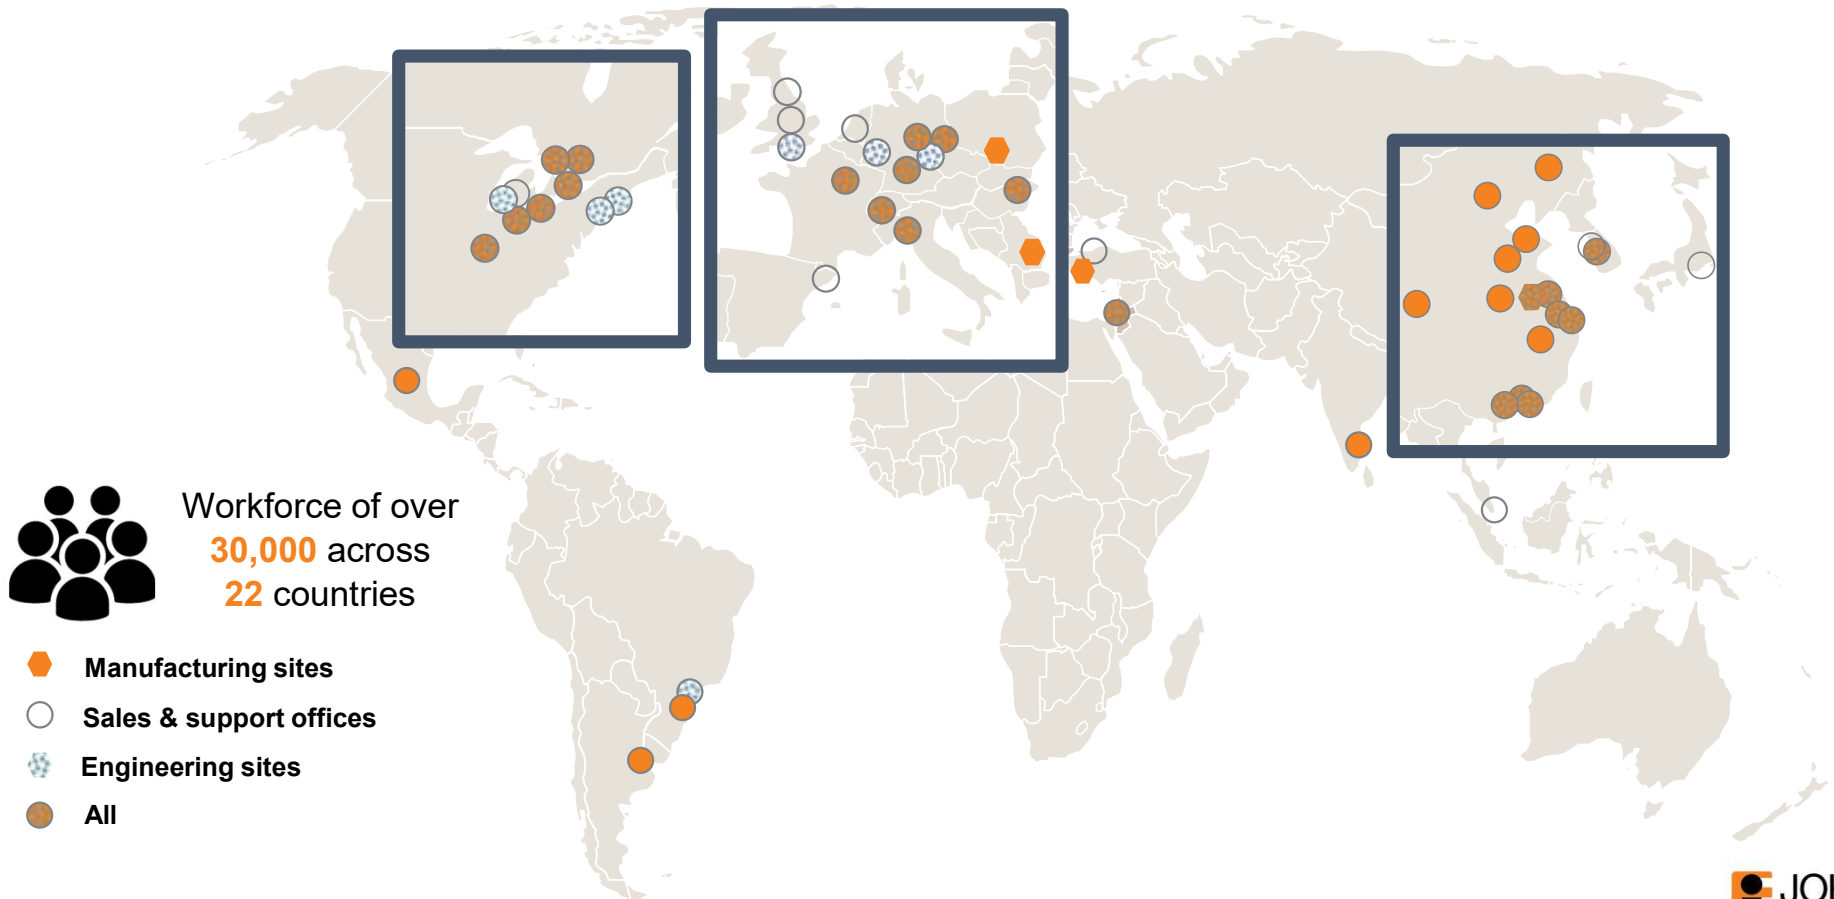 Workforce of over
30,000 across
22 countries
Manufacturing sites
Sales & support offices
Engineering sites
All